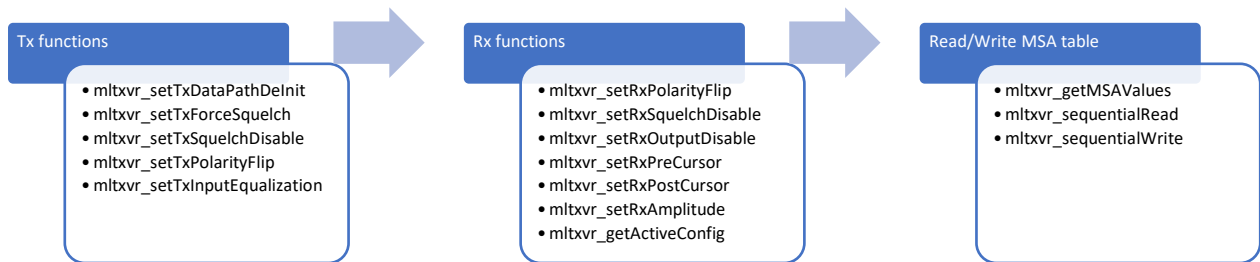 Tx functions
• mltxvr_setTxDataPathDeInit
• mltxvr_setTxForceSquelch
• mltxvr_setTxSquelchDisable
• mltxvr_setTxPolarityFlip
• mltxvr_setTxInputEqualization
Rx functions
• mltxvr_setRxPolarityFlip
• mltxvr_setRxSquelchDisable
• mltxvr_setRxOutputDisable
• mltxvr_setRxPreCursor
• mltxvr_setRxPostCursor
• mltxvr_setRxAmplitude
• mltxvr_getActiveConfig
Read/Write MSA table
• mltxvr_getMSAValues
• mltxvr_sequentialRead
• mltxvr_sequentialWrite